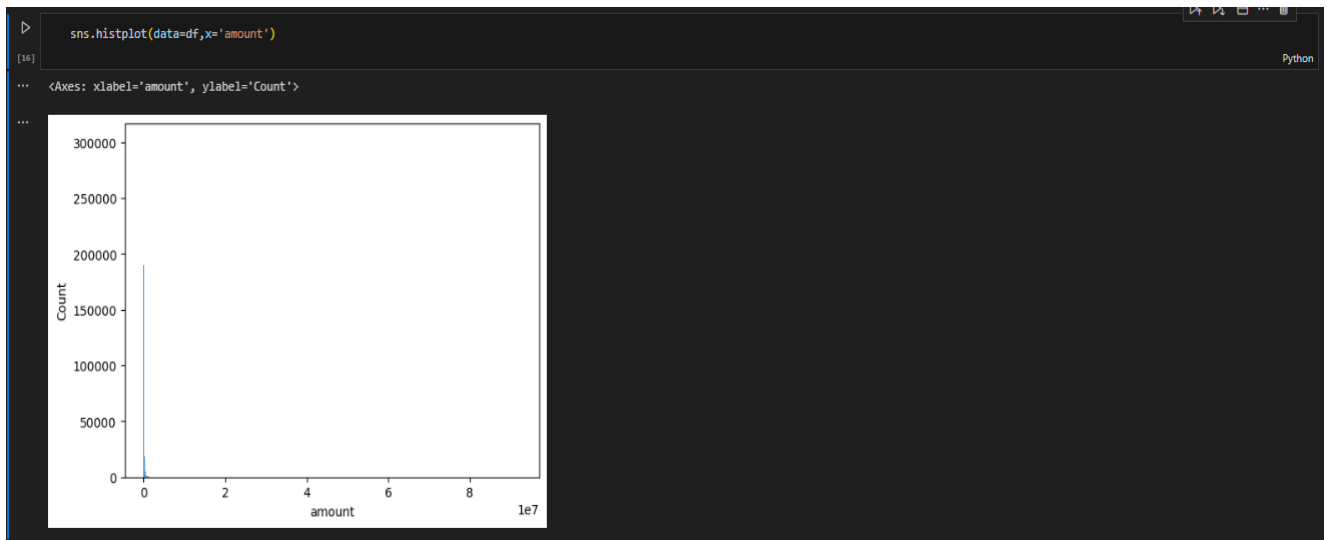 sns.histplot(data=df,x='amount')
[16]
Python
... <Axes: xlabel='amount', ylabel='Count'>
...
300000
250000
200000
150000
100000
50000
0
Count
0 2 4 6 8
1e7
amount